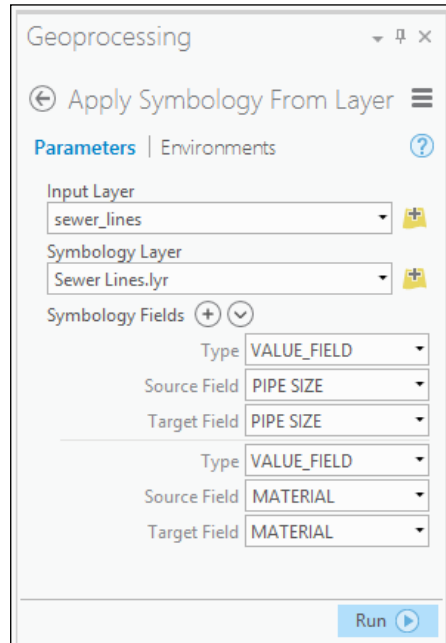 Geoprocessing
Apply Symbology From Layer
Parameters | Environments ?
Input Layer
sewer_lines
Symbology Layer
Sewer Lines.lyr
Symbology Fields
Type VALUE_FIELD
Source Field PIPE SIZE
Target Field PIPE SIZE
Type VALUE_FIELD
Source Field MATERIAL
Target Field MATERIAL
Run